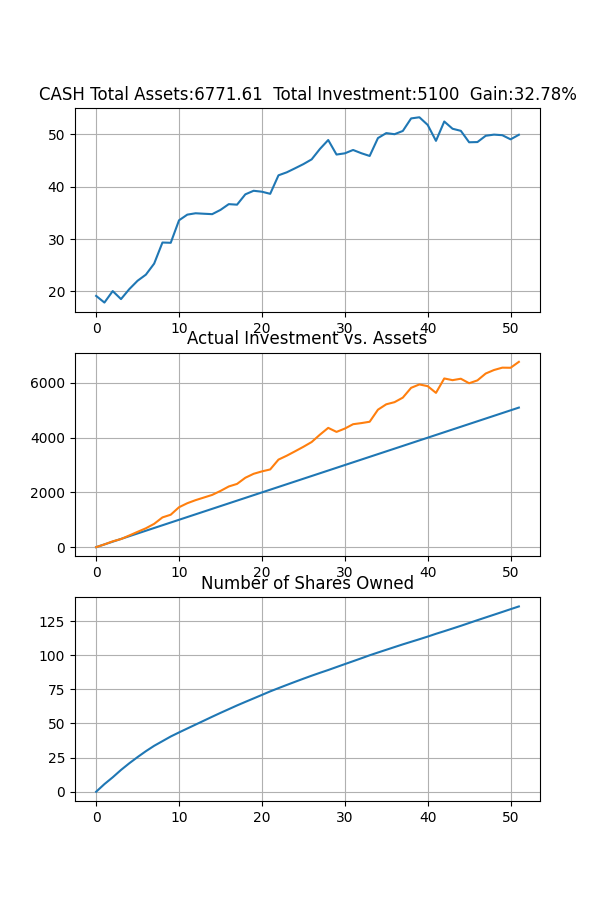 CASH Total Assets:6771.61  Total Investment:5100  Gain:32.78%
50
40
30
20
0 10 20 30 40 50
Actual Investment vs. Assets
6000
4000
2000
0
0 10 20 30 40 50
Number of Shares Owned
125
100
75
50
25
0
0 10 20 30 40 50